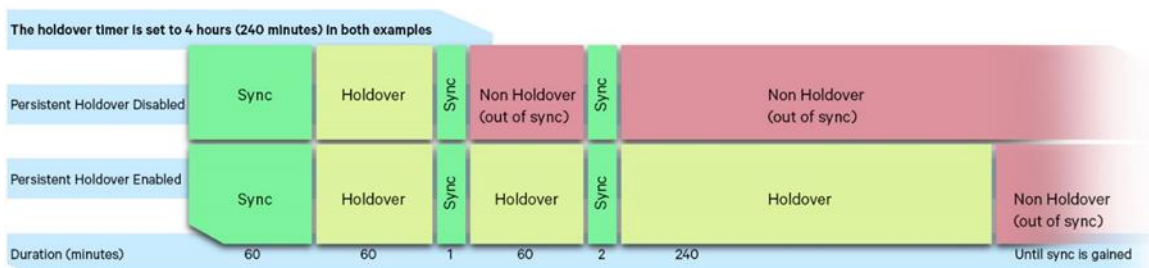 The holdover timer is set to 4 hours (240 minutes) in both examples
Persistent Holdover Disabled
Sync
Holdover
Sync
Non Holdover
(out of sync)
Sync
Non Holdover
(out of sync)
Persistent Holdover Enabled
Sync
Holdover
Sync
Holdover
Sync
Holdover
Non Holdover
(out of sync)
Duration (minutes) 60 60 1 60 2 240 Until sync is gained